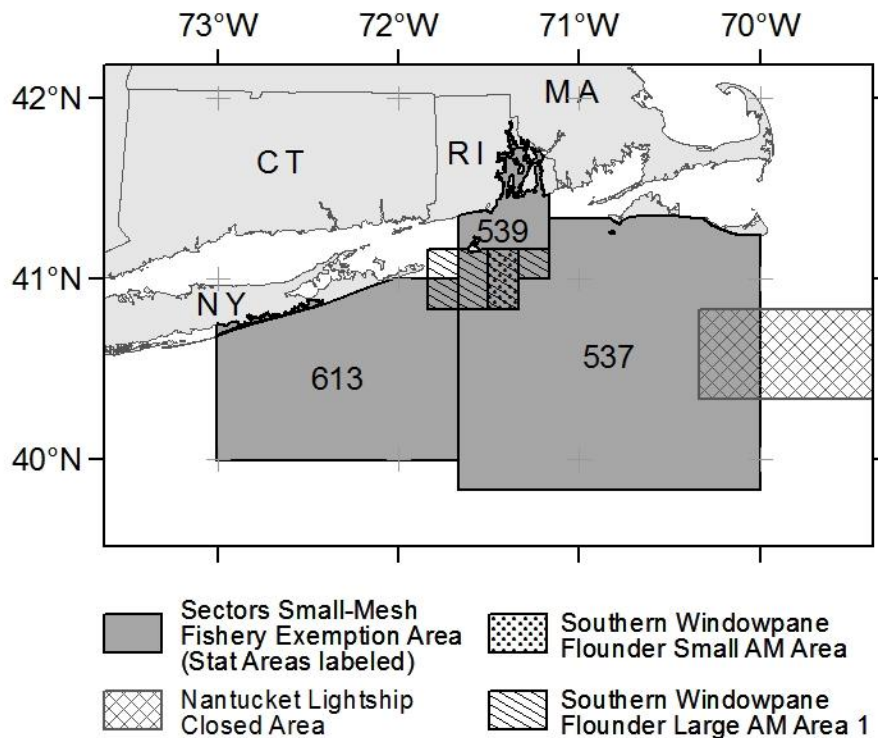 73°W 72°W 71°W 70°W
42°N
MA
CT
RI
539
41°N
NY
613
537
40°N
Sectors Small-Mesh
Fishery Exemption Area
(Stat Areas labeled)
Nantucket Lightship
Closed Area
Southern Windowpane
Flounder Small AM Area
Southern Windowpane
Flounder Large AM Area 1